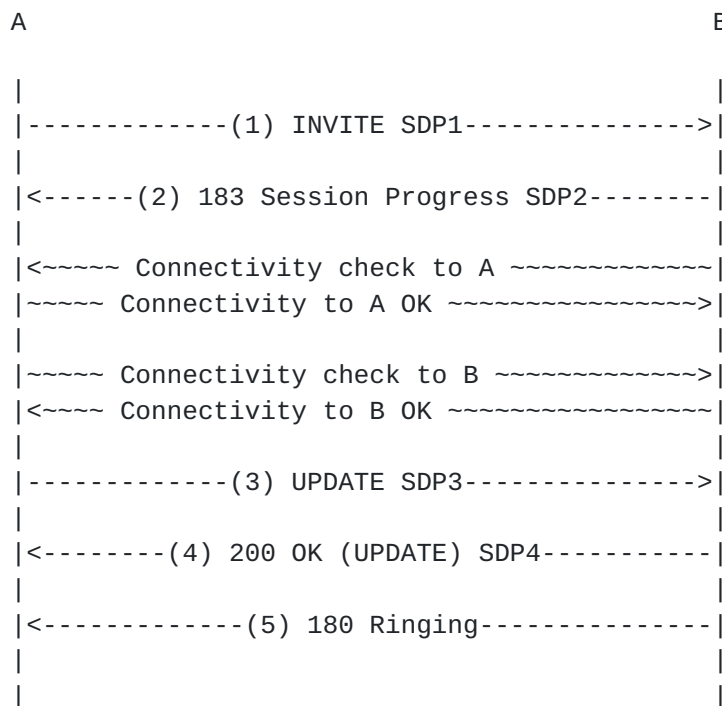 A B
| |
|-------------(1) INVITE SDP1--------------->|
| |
|<------(2) 183 Session Progress SDP2--------|
| |
|<~~~~~ Connectivity check to A ~~~~~~~~~~~~~|
|~~~~~ Connectivity to A OK ~~~~~~~~~~~~~~~~>|
| |
|~~~~~ Connectivity check to B ~~~~~~~~~~~~~>|
|<~~~~ Connectivity to B OK ~~~~~~~~~~~~~~~~~|
| |
|-------------(3) UPDATE SDP3--------------->|
| |
|<--------(4) 200 OK (UPDATE) SDP4-----------|
| |
|<-------------(5) 180 Ringing---------------|
| |
| |